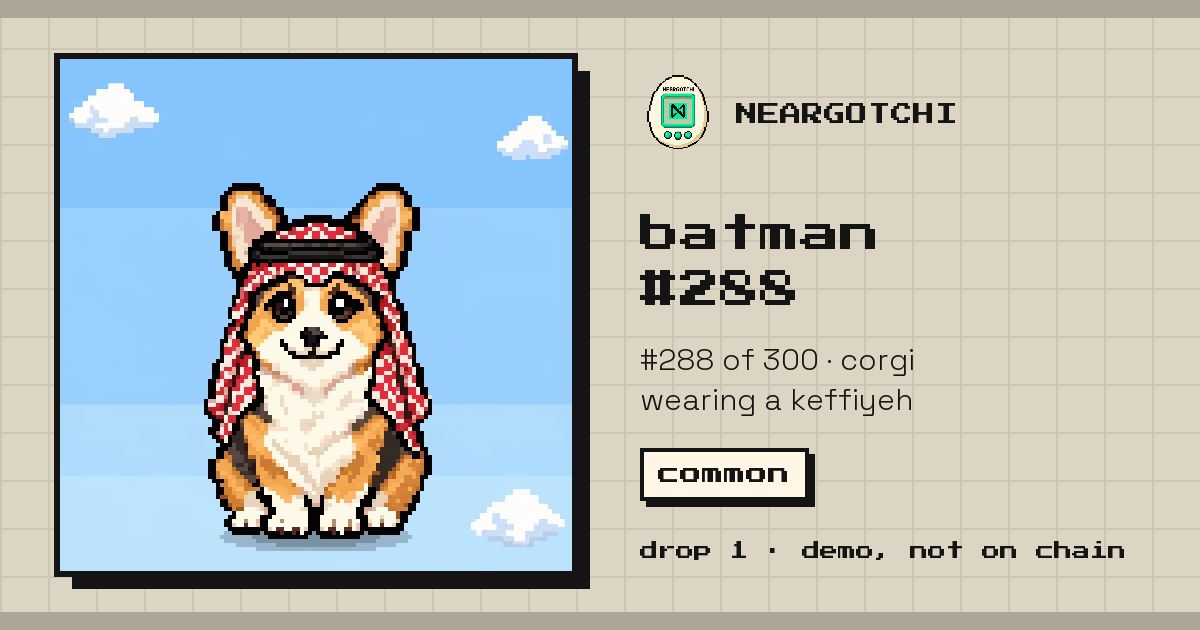 NEARGOTCHI
NEARGOTCHI
batman
#288
#288 of 300 · corgi
wearing a keffiyeh
common
drop 1 · demo, not on chain